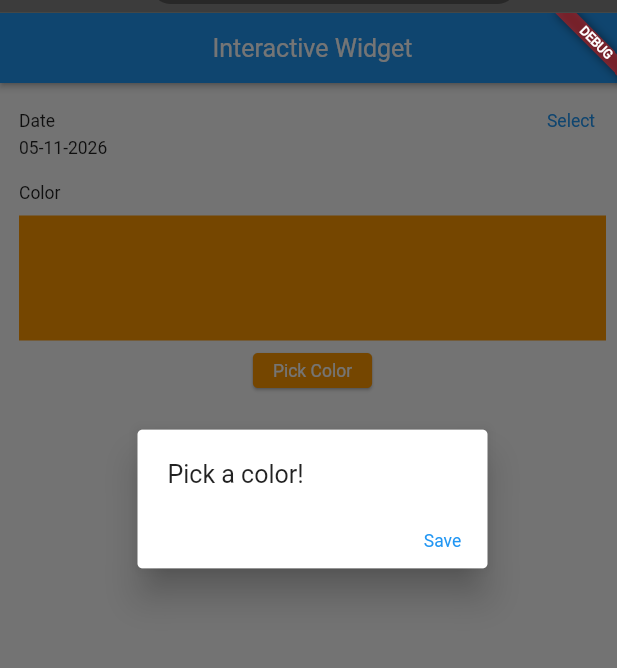 Interactive Widget
DEBUG
Date
Select
05-11-2026
Color
Pick Color
Pick a color!
Save